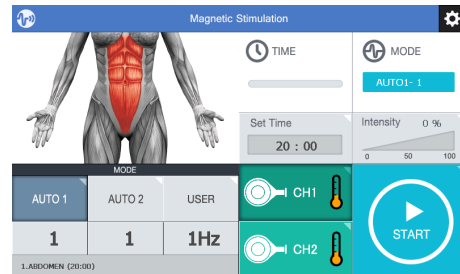 Magnetic Stimulation
TIME
MODE
AUTO1- 1
Set Time
20 : 00
Intensity 0 %
0 50 100
MODE
AUTO 1 AUTO 2 USER
1 1 1Hz
1.ABDOMEN (20:00)
CH1
CH2
START